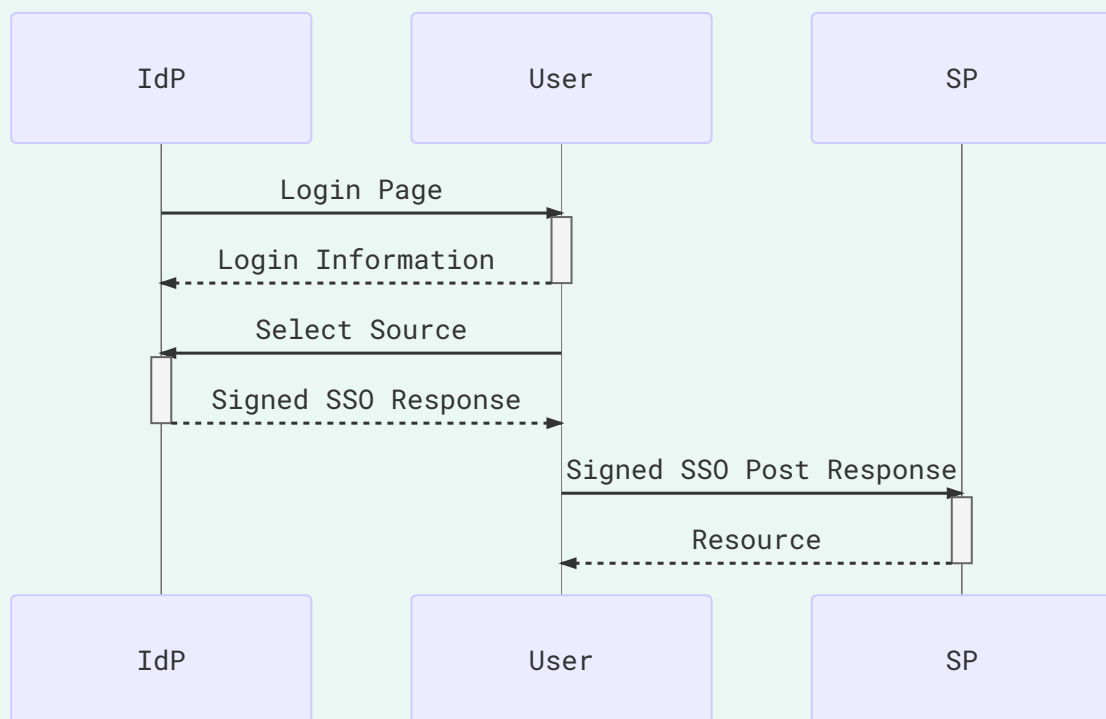 IdP
User
SP
Login Page
Login Information
Select Source
Signed SSO Response
Signed SSO Post Response
Resource
IdP
User
SP